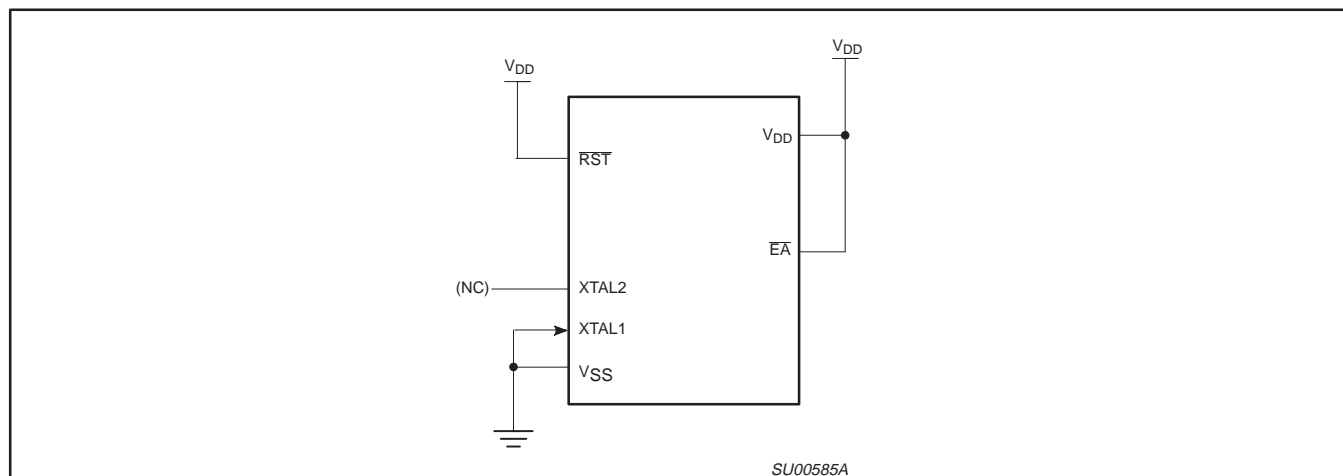 VDD
VDD
VDD
RST
EA
(NC)
XTAL2
XTAL1
VSS
SU00585A